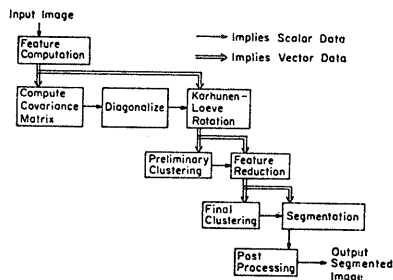 Input Image
Feature
Computation
Implies Scalar Data
Implies Vector Data
Compute
Covariance
Matrix
Diagonalize
Karhunen-
Loeve
Rotation
Preliminary
Clustering
Feature
Reduction
Final
Clustering
Segmentation
Post
Processing
Output
Segmented
Image